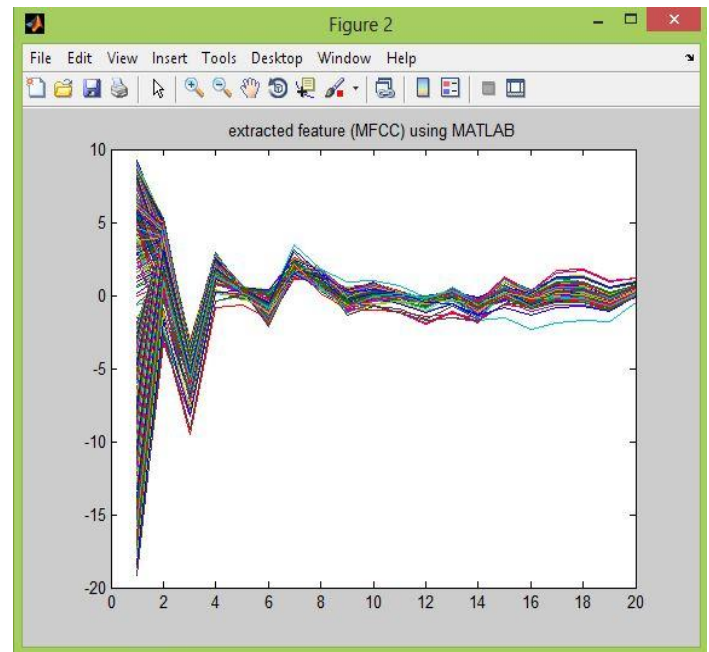 Figure 2
File Edit View Insert Tools Desktop Window Help
extracted feature (MFCC) using MATLAB
10
5
0
-5
-10
-15
-20
0 2 4 6 8 10 12 14 16 18 20